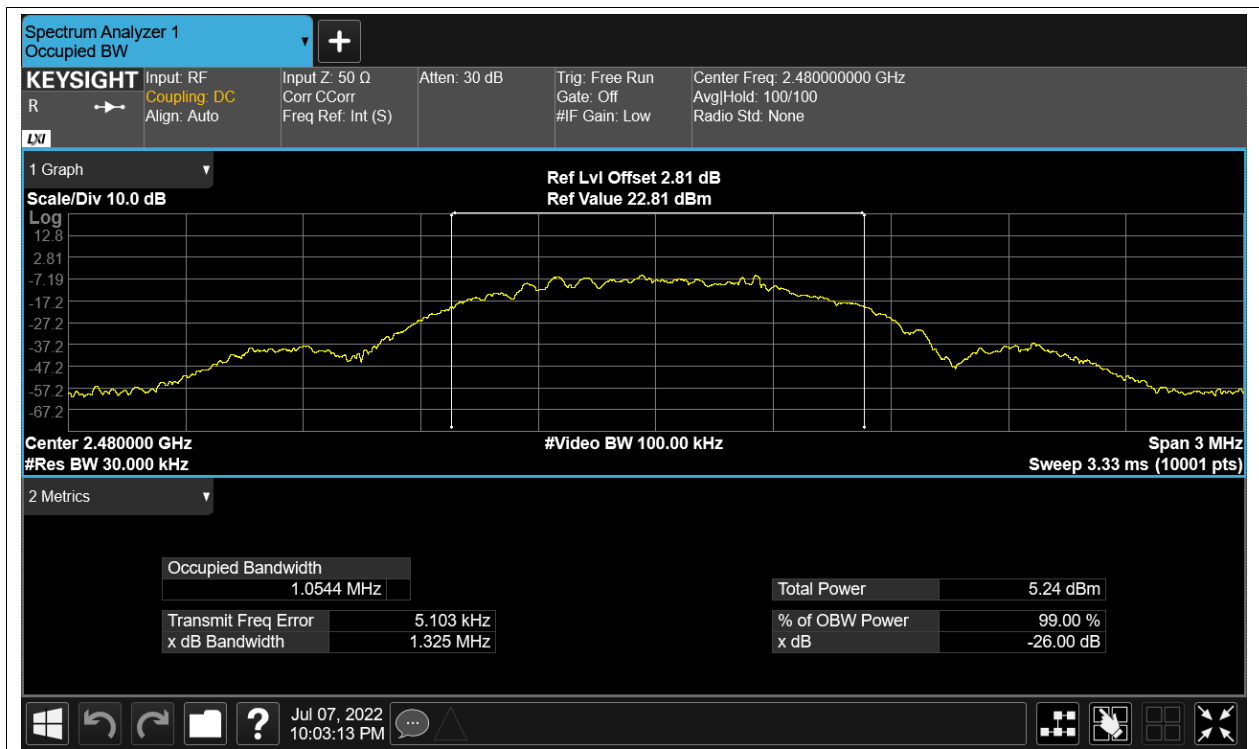 Spectrum Analyzer 1
Occupied BW
KEYSIGHT
R
LXI
Input: RF
Coupling: DC
Align: Auto
Input Z: 50 Ω
Corr CCorr
Freq Ref: Int (S)
Atten: 30 dB
Trig: Free Run
Gate: Off
#IF Gain: Low
Center Freq: 2.480000000 GHz
Avg|Hold: 100/100
Radio Std: None
1 Graph
Scale/Div 10.0 dB
Ref Lvl Offset 2.81 dB
Ref Value 22.81 dBm
Log
12.8
2.81
-7.19
-17.2
-27.2
-37.2
-47.2
-57.2
-67.2
Center 2.480000 GHz
#Video BW 100.00 kHz
Span 3 MHz
#Res BW 30.000 kHz
Sweep 3.33 ms (10001 pts)
2 Metrics
Occupied Bandwidth
1.0544 MHz
Transmit Freq Error 5.103 kHz
x dB Bandwidth 1.325 MHz
Total Power 5.24 dBm
% of OBW Power 99.00 %
x dB -26.00 dB
Jul 07, 2022
10:03:13 PM